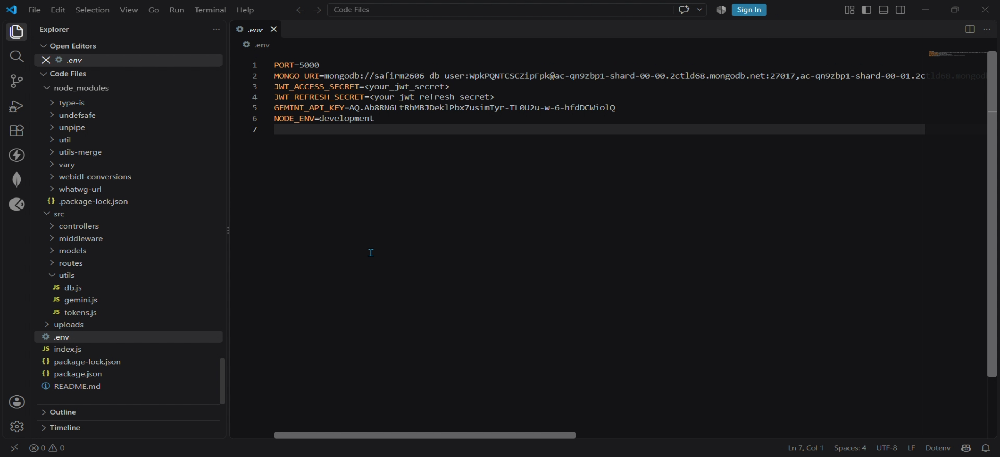 File Edit Selection View Go Run Terminal Help
Code Files
Sign In
Explorer
Open Editors
.env
Code Files
node_modules
type-is
undefsafe
unpipe
util
utils-merge
vary
webidl-conversions
whatwg-url
{} .package-lock.json
src
controllers
middleware
models
routes
utils
JS db.js
JS gemini.js
JS tokens.js
uploads
.env
JS index.js
{} package-lock.json
{} package.json
README.md
Outline
Timeline
.env
.env
1 PORT=5000
2 MONGO_URI=mongodb://safirm2606_db_user:WpkPQNTCSCZipFpk@ac-qn9zbp1-shard-00-00.2ctld68.mongodb.net:27017,ac-qn9zbp1-shard-00-01.2ctld68.mongod
3 JWT_ACCESS_SECRET=<your_jwt_secret>
4 JWT_REFRESH_SECRET=<your_jwt_refresh_secret>
5 GEMINI_API_KEY=AQ.Ab8RN6LtRhMBJDeklPbx7usimTyr-TL0U2u-w-6-hfdDCWiolQ
6 NODE_ENV=development
7
0 0
Ln 7, Col 1 Spaces: 4 UTF-8 LF Dotenv